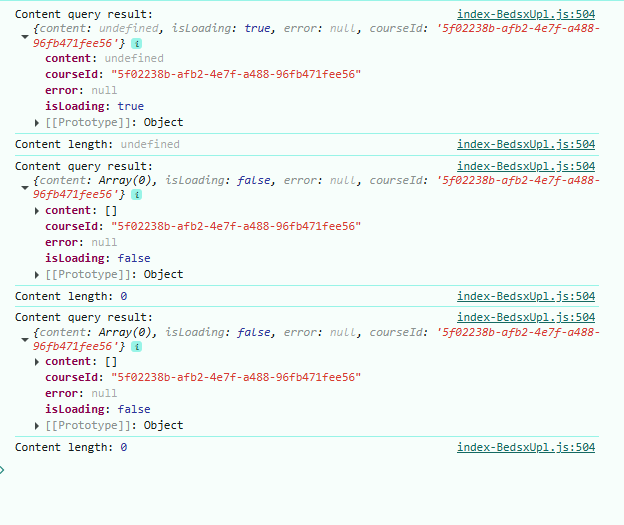 Content query result: index-BedsxUpl.js:504
{content: undefined, isLoading: true, error: null, courseId: '5f02238b-afb2-4e7f-a488-
96fb471fee56'} i
content: undefined
courseId: "5f02238b-afb2-4e7f-a488-96fb471fee56"
error: null
isLoading: true
[[Prototype]]: Object
Content length: undefined index-BedsxUpl.js:504
Content query result: index-BedsxUpl.js:504
{content: Array(0), isLoading: false, error: null, courseId: '5f02238b-afb2-4e7f-a488-
96fb471fee56'} i
content: []
courseId: "5f02238b-afb2-4e7f-a488-96fb471fee56"
error: null
isLoading: false
[[Prototype]]: Object
Content length: 0 index-BedsxUpl.js:504
Content query result: index-BedsxUpl.js:504
{content: Array(0), isLoading: false, error: null, courseId: '5f02238b-afb2-4e7f-a488-
96fb471fee56'} i
content: []
courseId: "5f02238b-afb2-4e7f-a488-96fb471fee56"
error: null
isLoading: false
[[Prototype]]: Object
Content length: 0 index-BedsxUpl.js:504